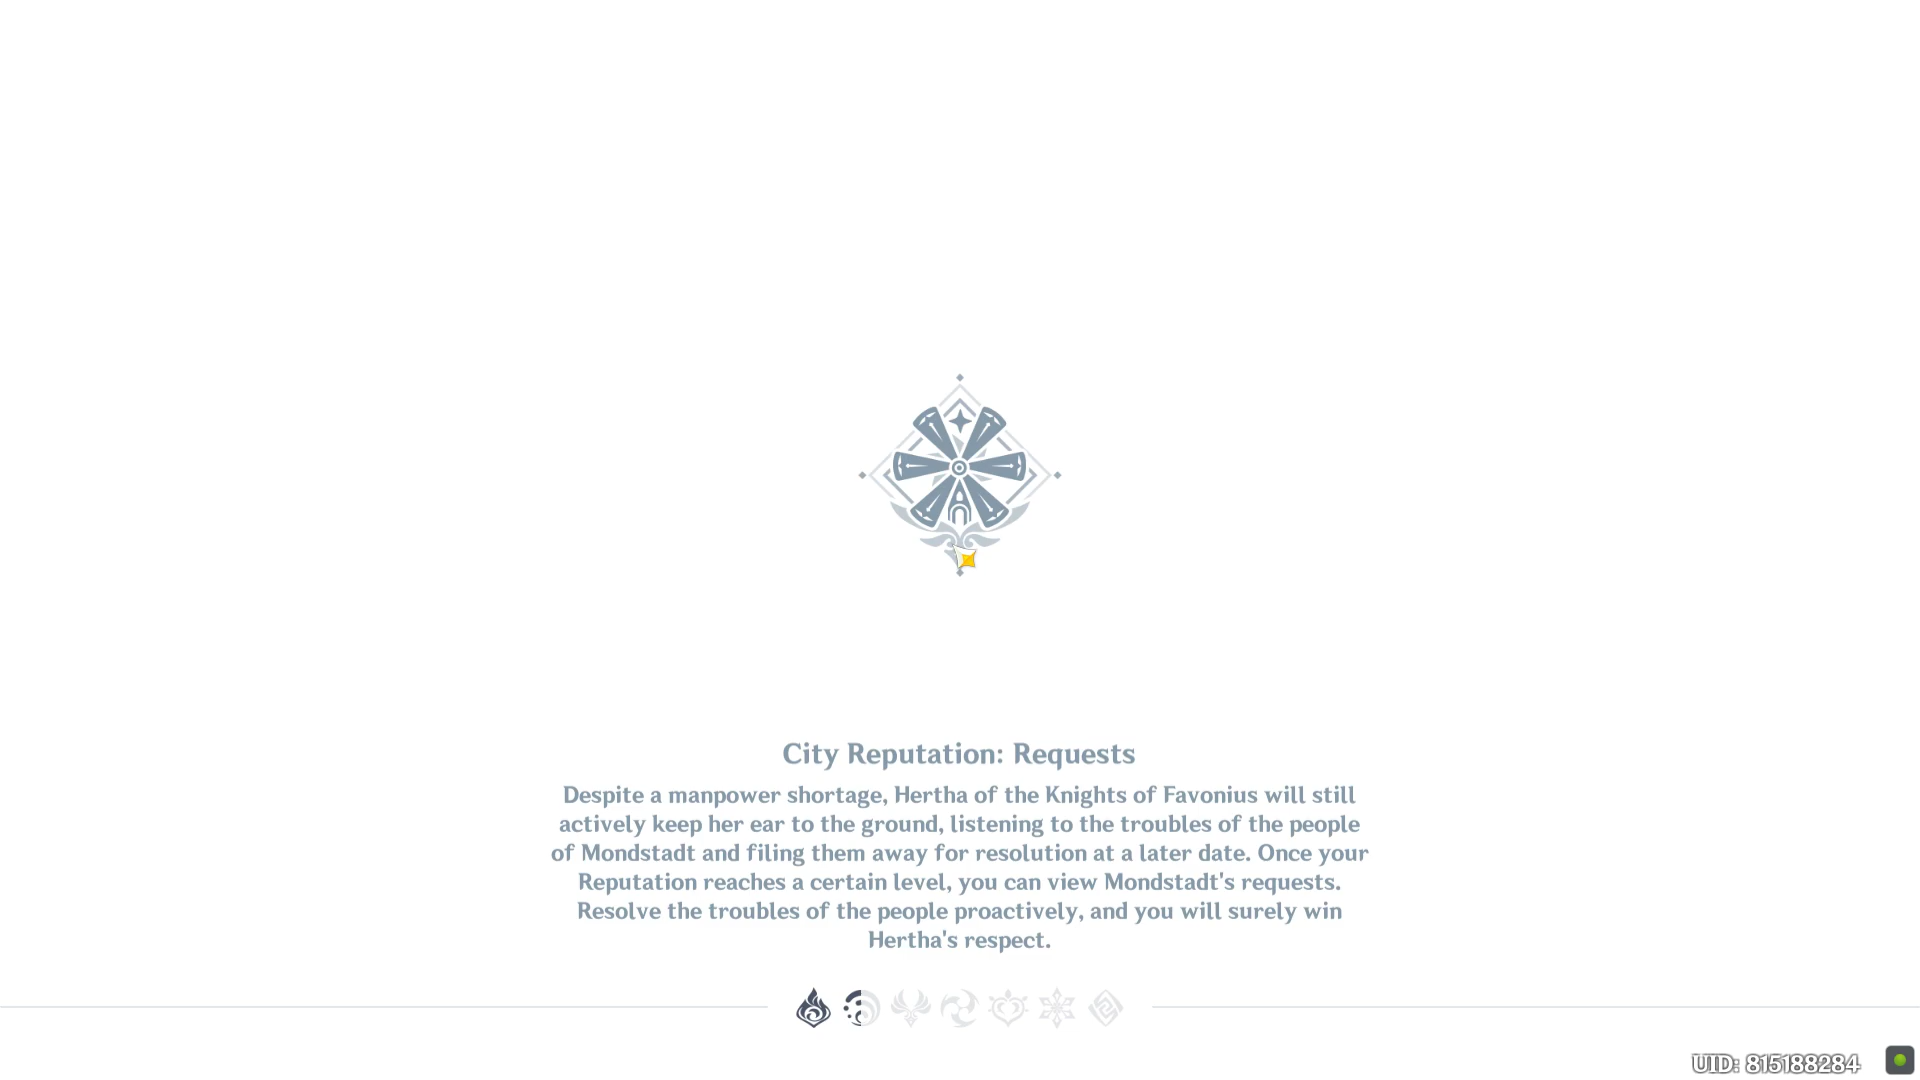 City Reputation: Requests
Despite a manpower shortage, Hertha of the Knights of Favonius will still
actively keep her ear to the ground, listening to the troubles of the people
of Mondstadt and filing them away for resolution at a later date. Once your
Reputation reaches a certain level, you can view Mondstadt's requests.
Resolve the troubles of the people proactively, and you will surely win
Hertha's respect.
UID: 815188284